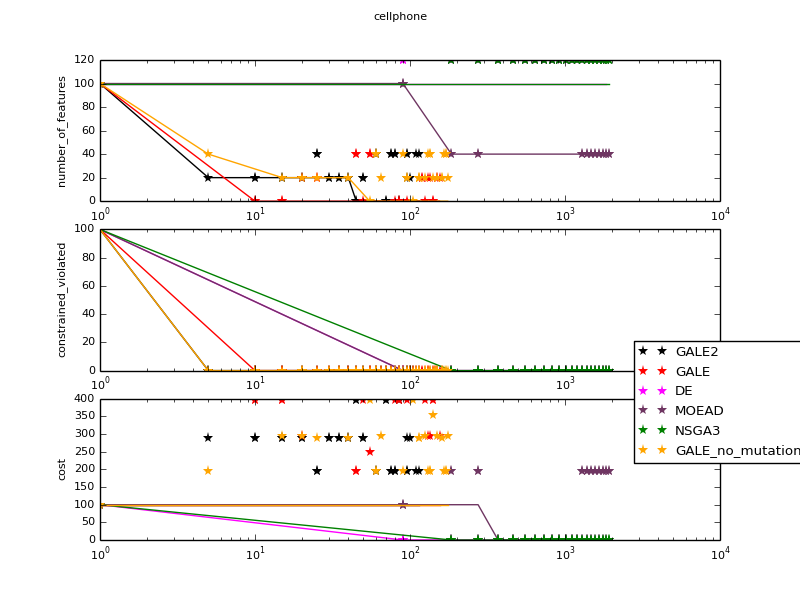 cellphone
number_of_features
120
100
80
60
40
20
0
10^0 10^1 10^2 10^3 10^4
constrained_violated
100
80
60
40
20
0
10^0 10^1 10^2 10^3
GALE2
GALE
DE
MOEAD
NSGA3
GALE_no_mutation
cost
400
350
300
250
200
150
100
50
0
10^0 10^1 10^2 10^3 10^4